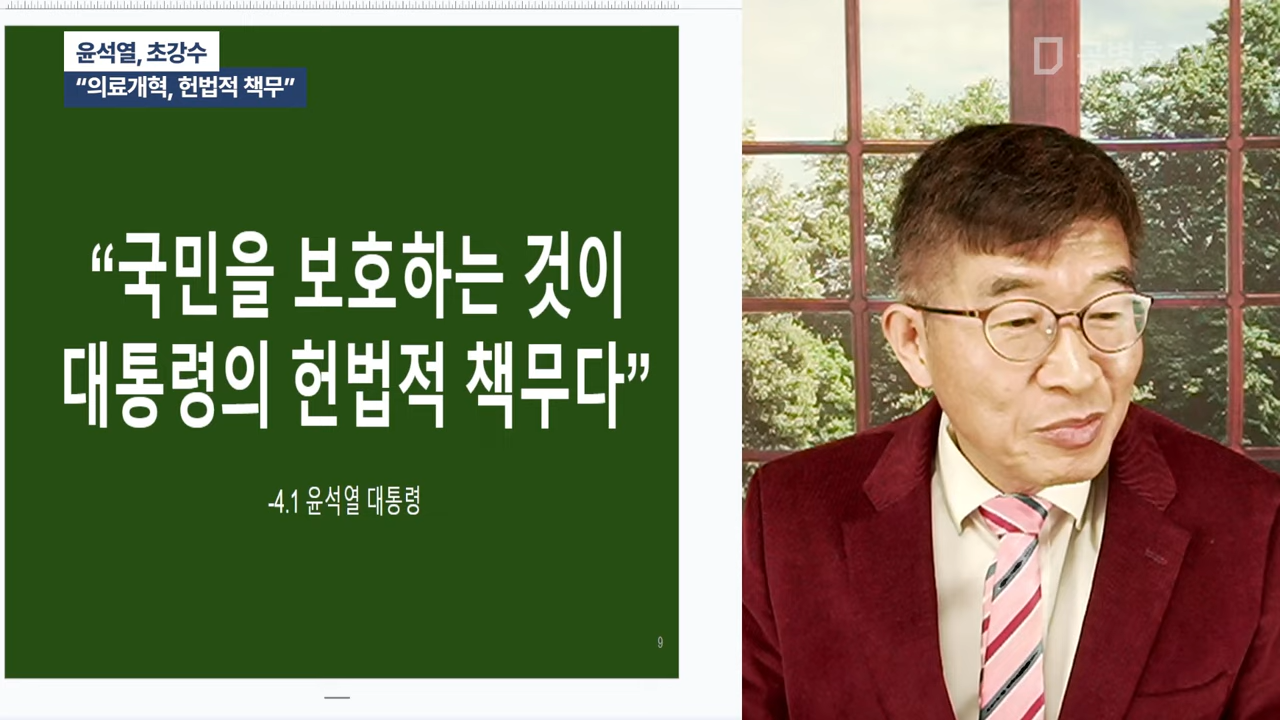 윤석열, 초강수
“의료개혁, 헌법적 책무”
“국민을 보호하는 것이
대통령의 헌법적 책무다”
-4.1 윤석열 대통령
9